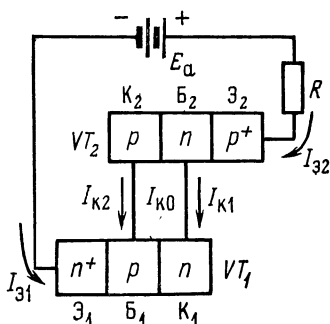 - +
Eа
К₂ Б₂ Э₂
R
VT₂ p n p⁺
Iэ2
Iк2 Iк0 Iк1
n⁺ p n VT₁
Iэ1
Э₁ Б₁ К₁